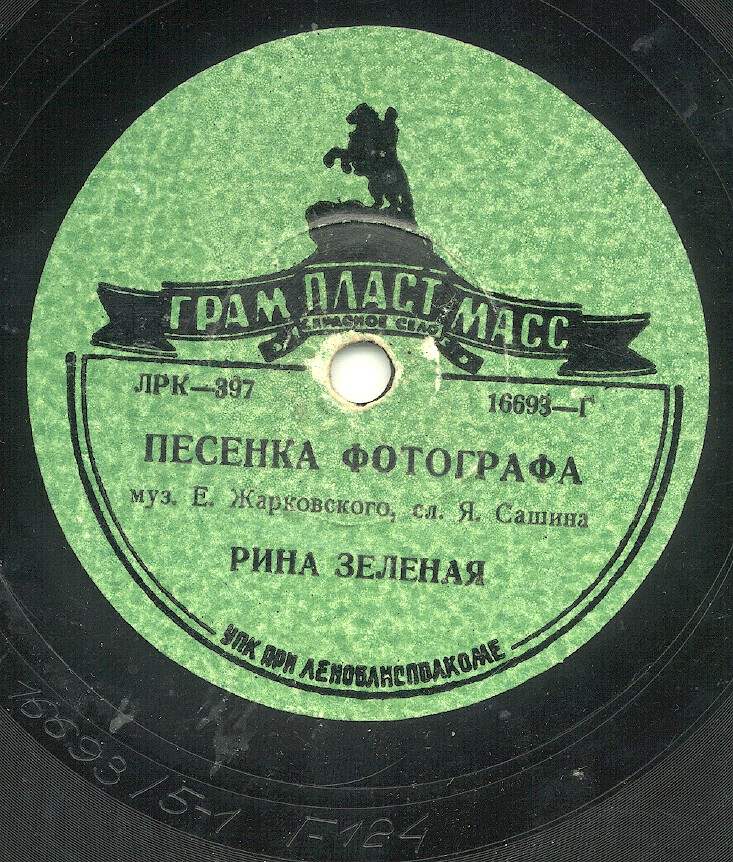 ГРАМ ПЛАСТ МАСС
КРАСНОЕ СЕЛО
ЛРК—397
16693—Г
ПЕСЕНКА ФОТОГРАФА
муз. Е. Жарковского, сл. Я. Сашина
РИНА ЗЕЛЕНАЯ
УПК ПРИ ЛЕНОБЛИСПОЛКОМЕ
16693/5-1 Г-124